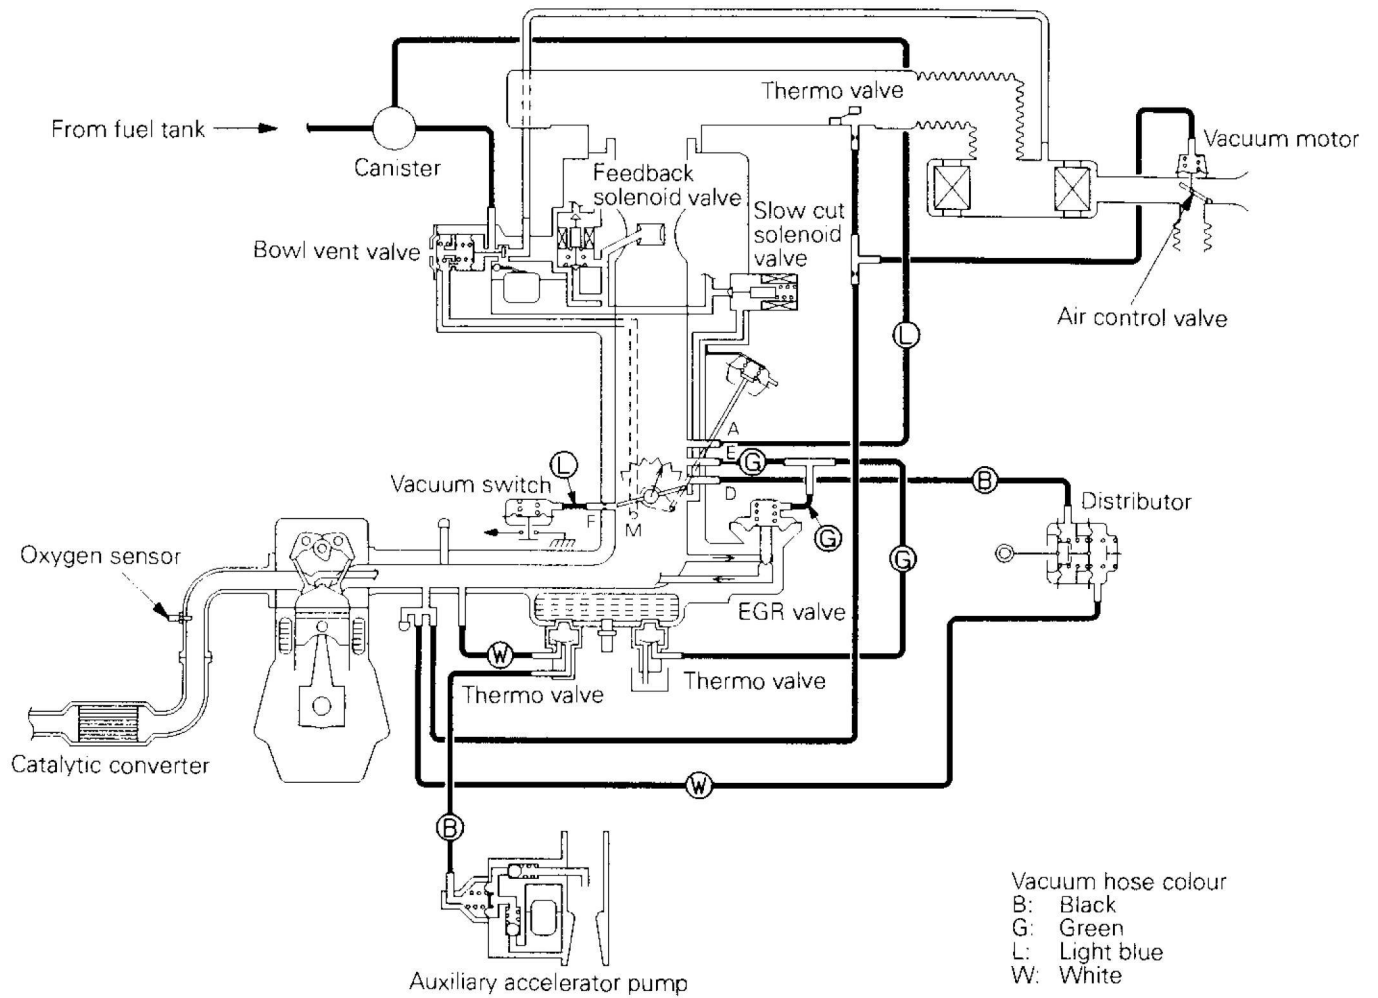 Thermo valve
From fuel tank
Canister
Vacuum motor
Feedback
solenoid valve
Slow cut
solenoid
valve
Bowl vent valve
Air control valve
L
A
E
G
D
B
L
Vacuum switch
F
M
Distributor
G
G
Oxygen sensor
EGR valve
W
Thermo valve
Thermo valve
Catalytic converter
W
B
Auxiliary accelerator pump
Vacuum hose colour
B: Black
G: Green
L: Light blue
W: White